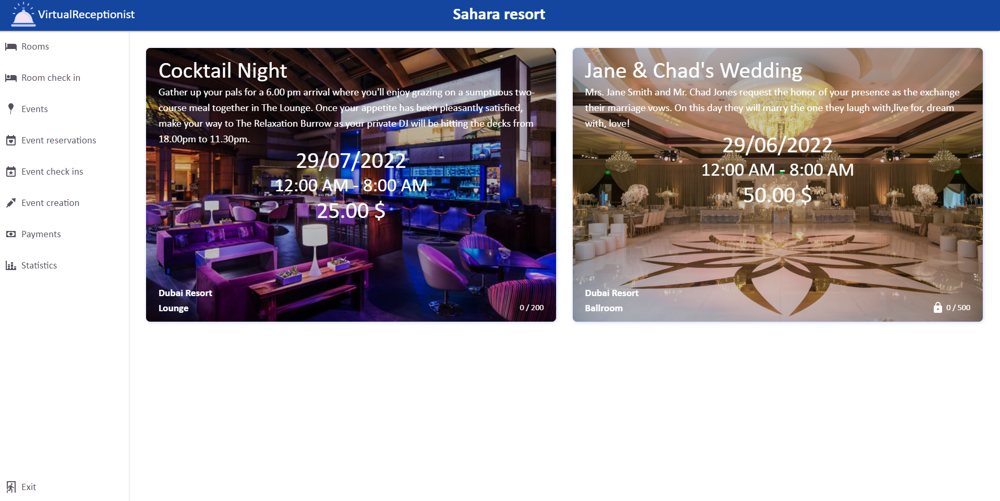 VirtualReceptionist
Sahara resort
Rooms
Room check in
Events
Event reservations
Event check ins
Event creation
Payments
Statistics
Exit
Cocktail Night
Gather up your pals for a 6.00 pm arrival where you'll enjoy grazing on a sumptuous two-
course meal together in The Lounge. Once your appetite has been pleasantly satisfied,
make your way to The Relaxation Burrow as your private DJ will be hitting the decks from
18.00pm to 11.30pm.
29/07/2022
12:00 AM - 8:00 AM
25.00 $
Dubai Resort
Lounge
0 / 200
Jane & Chad's Wedding
Mrs. Jane Smith and Mr. Chad Jones request the honor of your presence as the exchange
their marriage vows. On this day they will marry the one they laugh with,live for, dream
with, love!
29/06/2022
12:00 AM - 8:00 AM
50.00 $
Dubai Resort
Ballroom
0 / 500